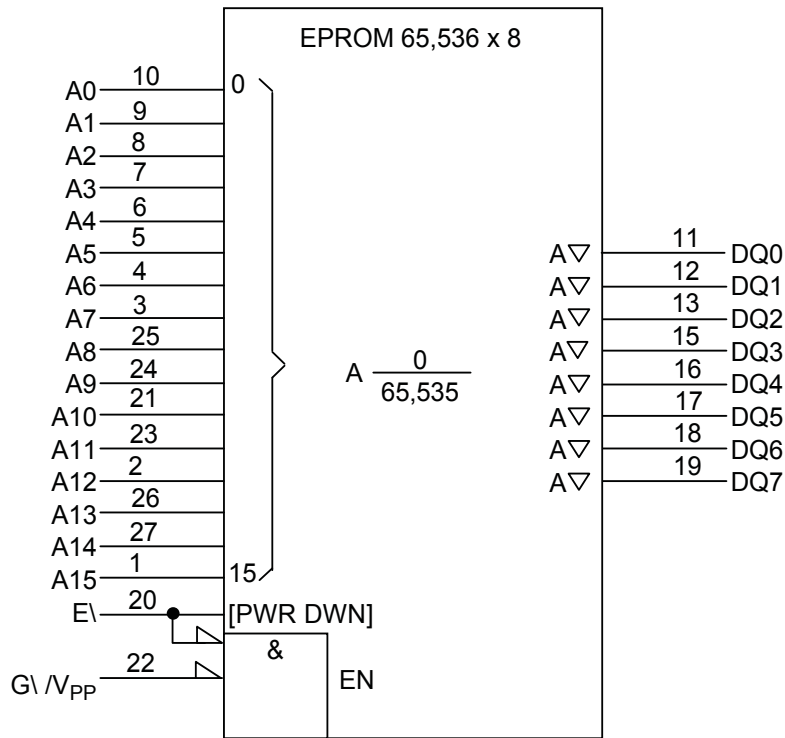 EPROM 65,536 x 8
A0 10 0
A1 9
A2 8
A3 7
A4 6
A5 5 A 11 DQ0
A6 4 A 12 DQ1
A7 3 A 13 DQ2
A8 25 A 15 DQ3
A9 24 A 0 A 16 DQ4
65,535
A10 21 A 17 DQ5
A11 23 A 18 DQ6
A12 2 A 19 DQ7
A13 26
A14 27
A15 1 15
E\ 20 [PWR DWN]
&
G\ /VPP 22 EN